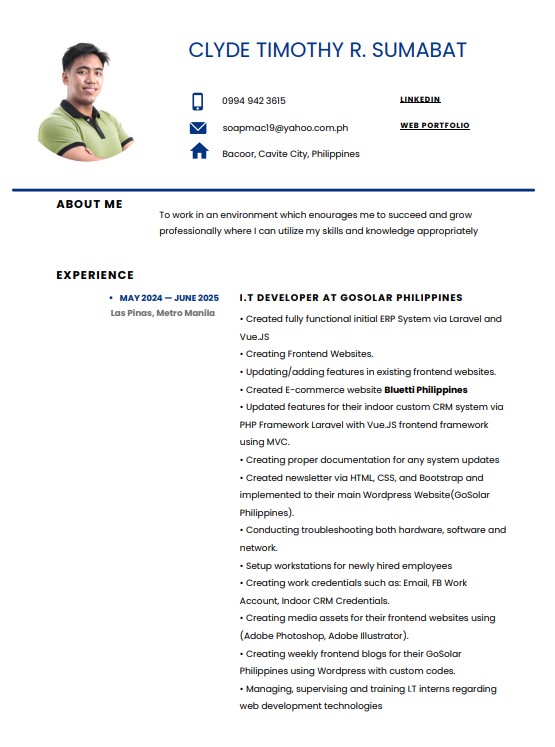 CLYDE TIMOTHY R. SUMABAT
0994 942 3615
LINKEDIN
soapmac19@yahoo.com.ph
WEB PORTFOLIO
Bacoor, Cavite City, Philippines
ABOUT ME
To work in an environment which enourages me to succeed and grow
professionally where I can utilize my skills and knowledge appropriately
EXPERIENCE
• MAY 2024 — JUNE 2025
Las Pinas, Metro Manila
I.T DEVELOPER AT GOSOLAR PHILIPPINES
• Created fully functional initial ERP System via Laravel and
Vue.JS
• Creating Frontend Websites.
• Updating/adding features in existing frontend websites.
• Created E-commerce website Bluetti Philippines
• Updated features for their indoor custom CRM system via
PHP Framework Laravel with Vue.JS frontend framework
using MVC.
• Creating proper documentation for any system updates
• Created newsletter via HTML, CSS, and Bootstrap and
implemented to their main Wordpress Website(GoSolar
Philippines).
• Conducting troubleshooting both hardware, software and
network.
• Setup workstations for newly hired employees
• Creating work credentials such as: Email, FB Work
Account, Indoor CRM Credentials.
• Creating media assets for their frontend websites using
(Adobe Photoshop, Adobe Illustrator).
• Creating weekly frontend blogs for their GoSolar
Philippines using Wordpress with custom codes.
• Managing, supervising and training I.T interns regarding
web development technologies